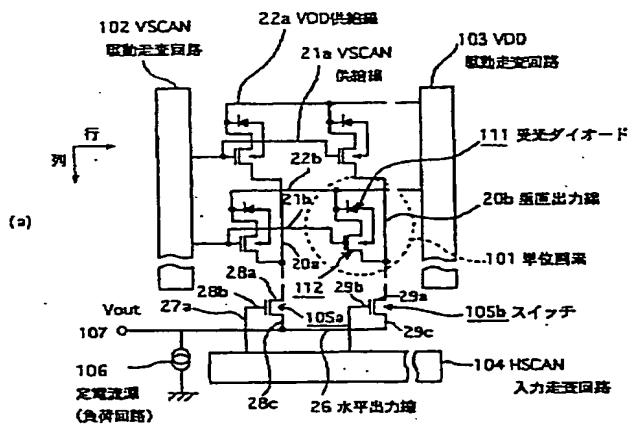 102 VSCAN
駆動走査回路
22a VDD供給線
21a VSCAN
供給線
103 VDD
駆動走査回路
行
列
111 受光ダイオード
22b
21b
20b 垂直出力線
(a)
101 単位画素
20a
28a
112
29b
29a
28b
27a
Vout
105a
105b スイッチ
107
29c
106
定電流源
(負荷回路)
28c
26 水平出力線
104 HSCAN
入力走査回路